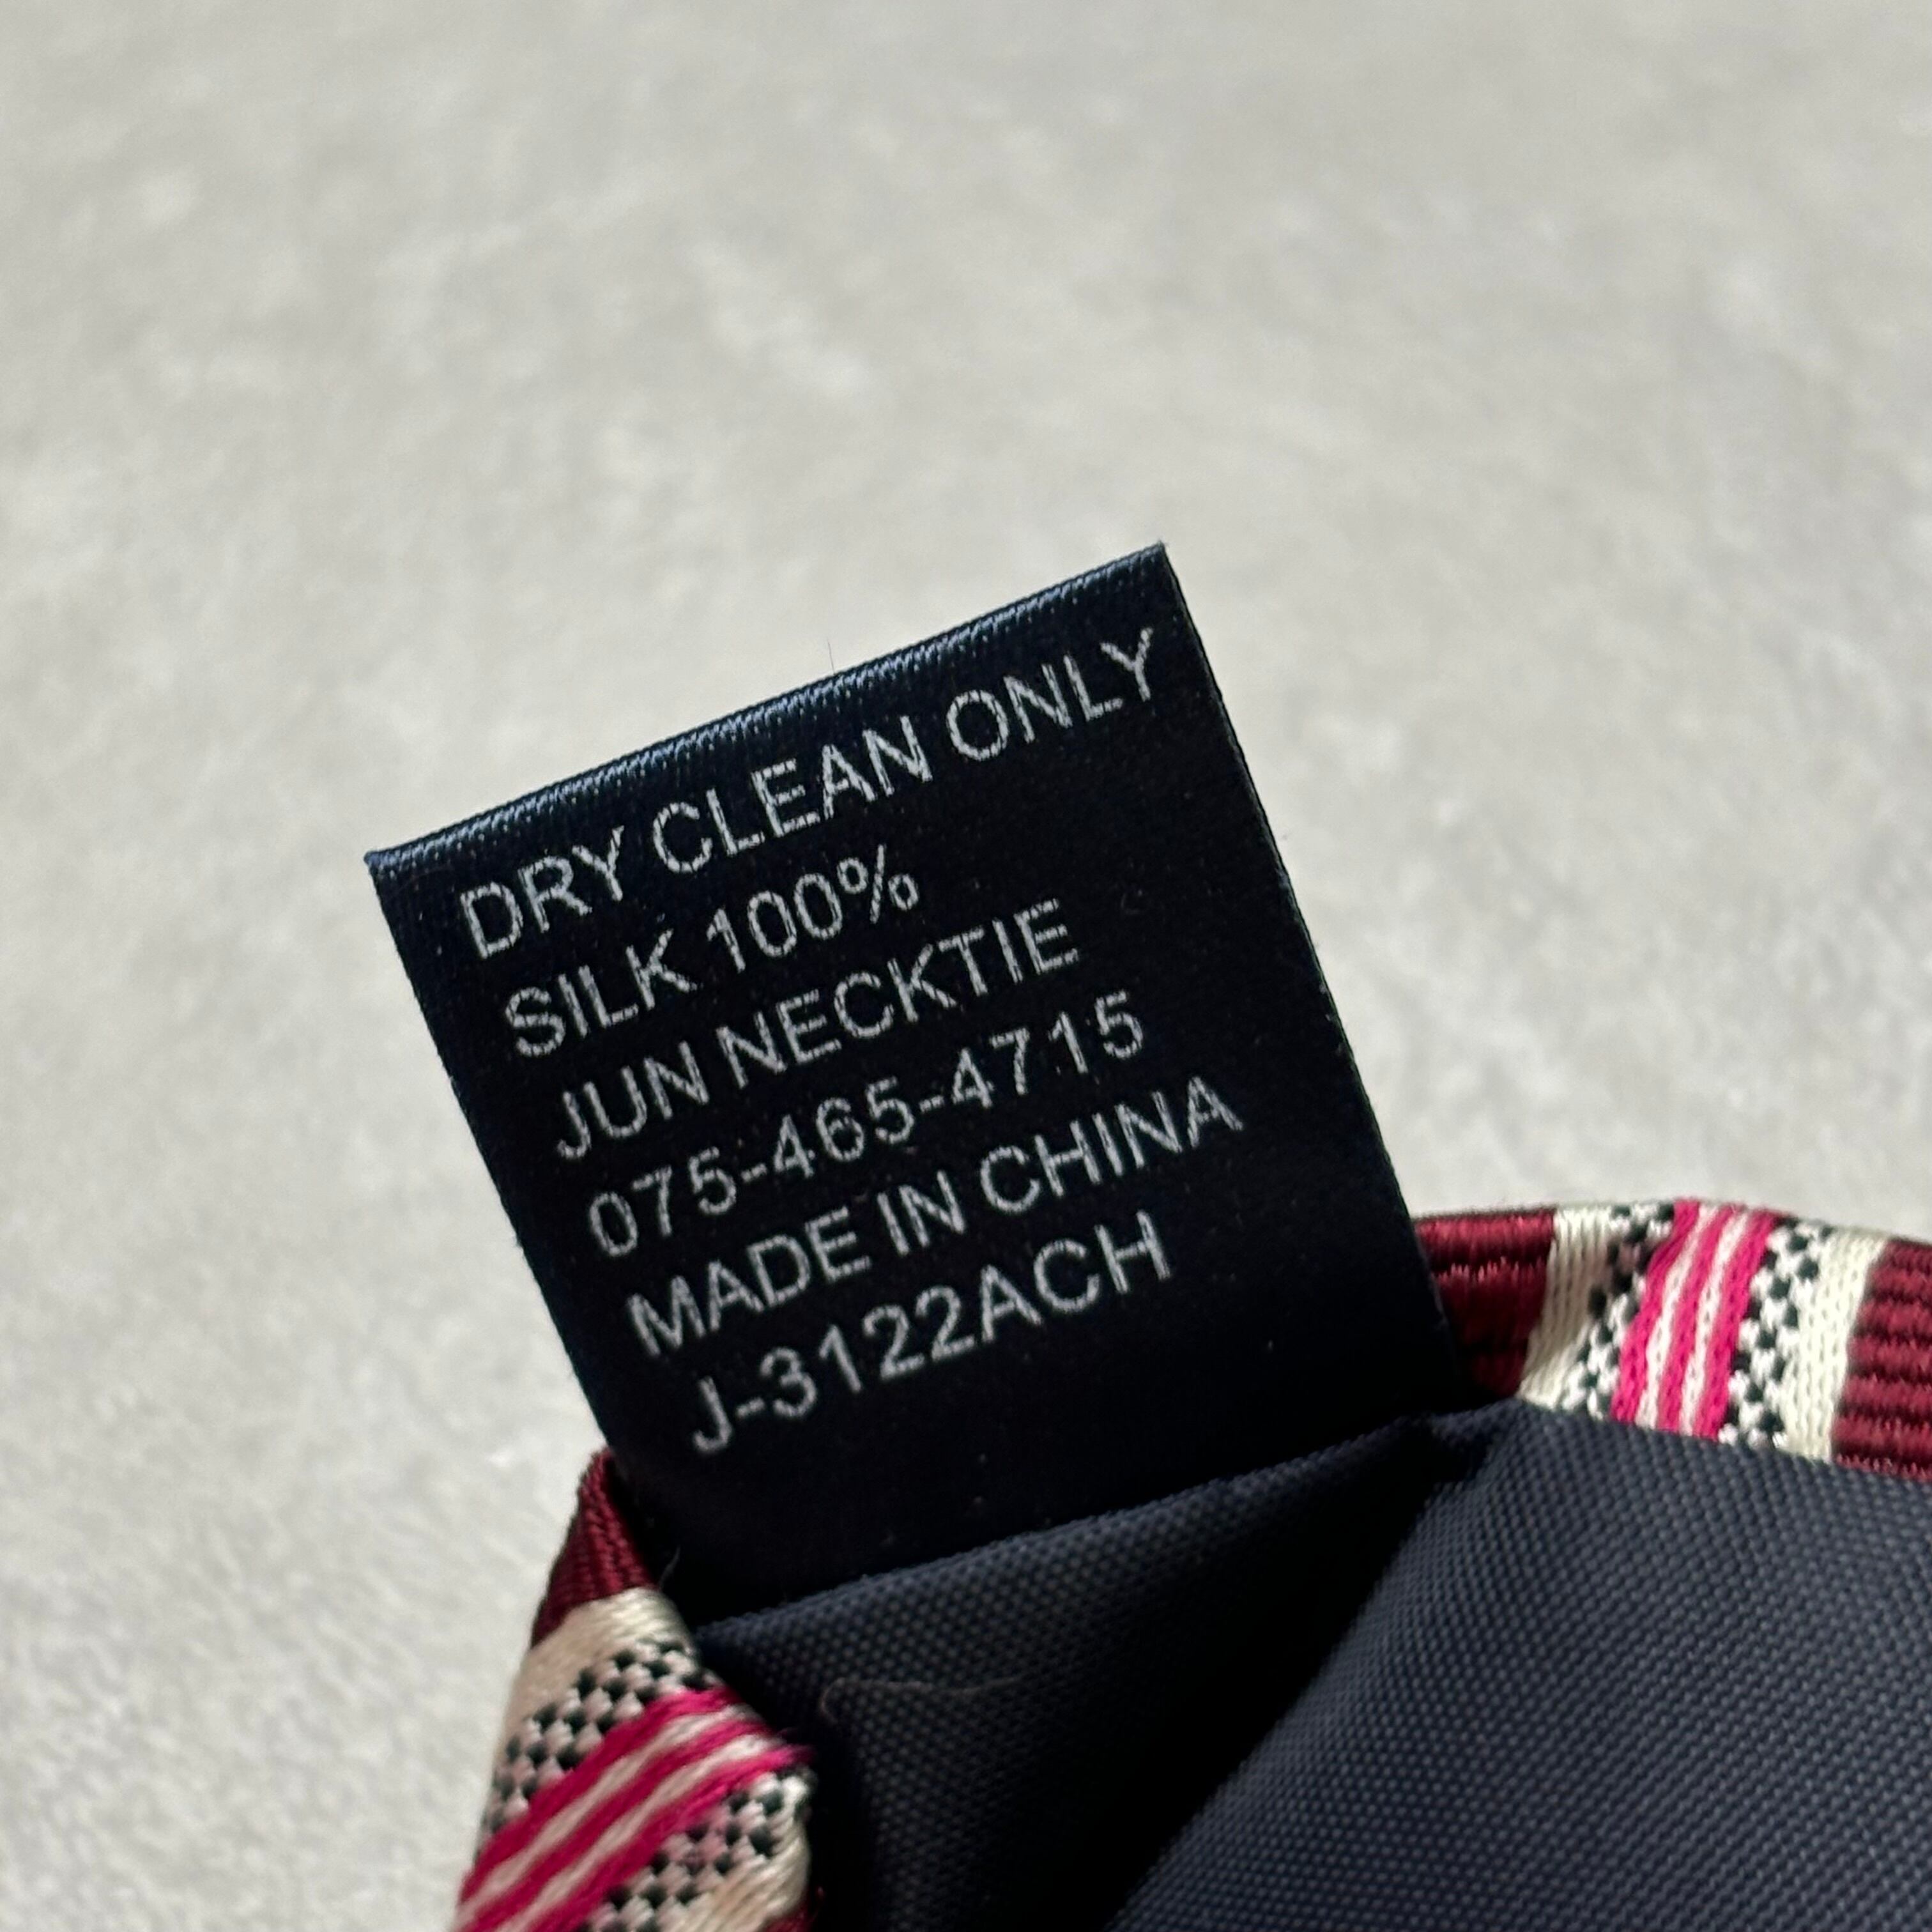 DRY CLEAN ONLY
SILK 100%
JUN NECKTIE
075-465-4715
MADE IN CHINA
J-3122ACH